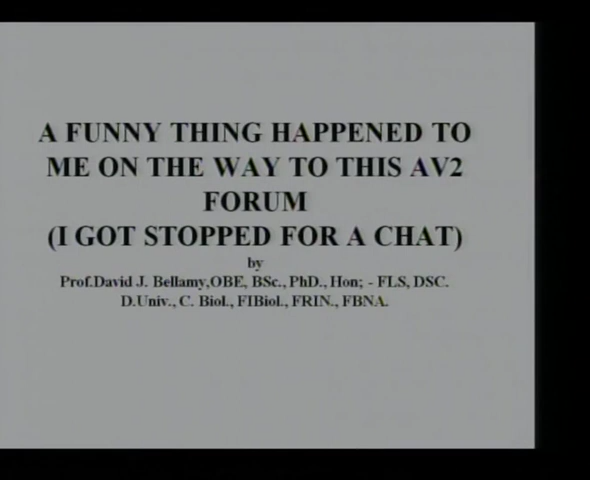 A FUNNY THING HAPPENED TO
ME ON THE WAY TO THIS AV2
FORUM
(I GOT STOPPED FOR A CHAT)
by
Prof.David J. Bellamy,OBE, BSc., PhD., Hon; - FLS, DSC.
D.Univ., C. Biol., FIBiol., FRIN., FBNA.